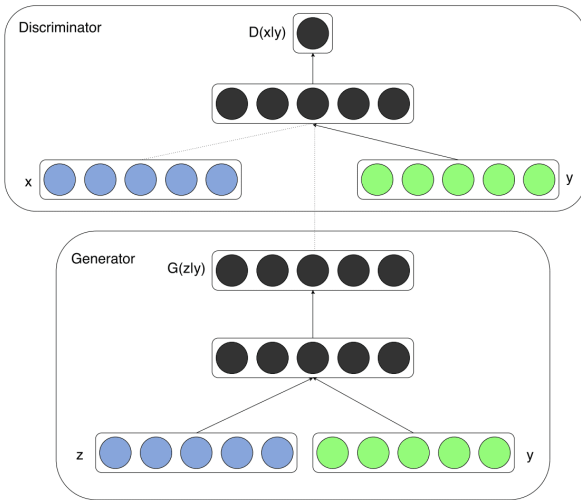 Discriminator
D(x|y)
x
y
Generator
G(z|y)
z
y